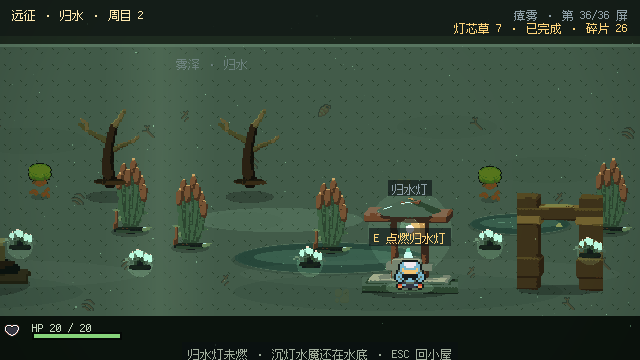 远征 · 归水 · 周目 2
瘴雾 · 第 36/36 屏
灯芯草 7 · 已完成 · 碎片 26
雾泽 · 归水
归水灯
E 点燃归水灯
HP 20 / 20
归水灯未燃 · 沉灯水魇还在水底 · ESC 回小屋